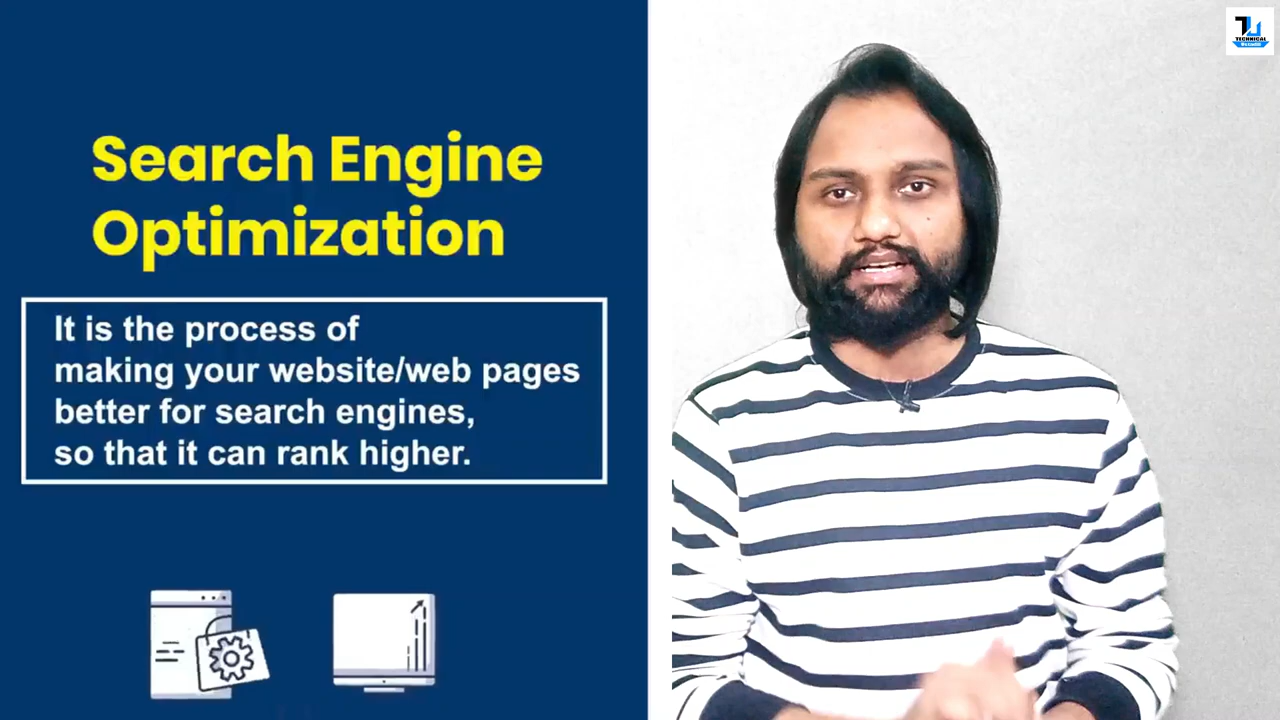 Search Engine
Optimization
It is the process of
making your website/web pages
better for search engines,
so that it can rank higher.
TECHNICAL